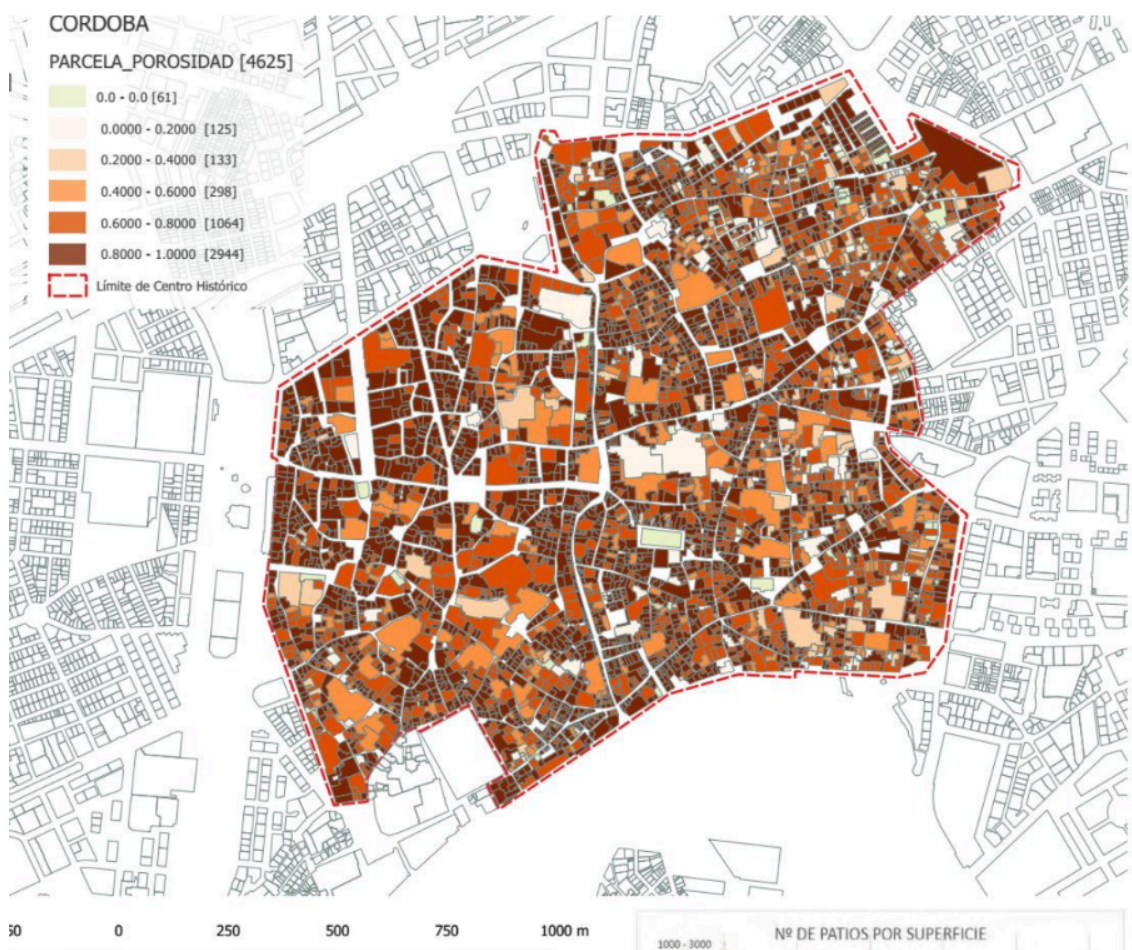 CORDOBA
PARCELA_POROSIDAD [4625]
0.0 - 0.0 [61]
0.0000 - 0.2000 [125]
0.2000 - 0.4000 [133]
0.4000 - 0.6000 [298]
0.6000 - 0.8000 [1064]
0.8000 - 1.0000 [2944]
Límite de Centro Histórico
50 0 250 500 750 1000 m
Nº DE PATIOS POR SUPERFICIE
1000 - 3000